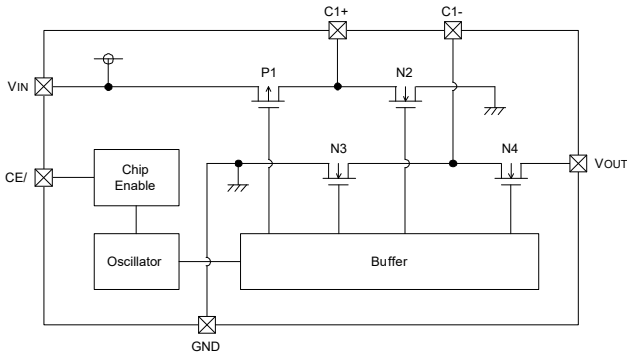 C1+ C1-
VIN P1 N2
N3 N4
VOUT
CE/
Chip
Enable
Oscillator Buffer
GND